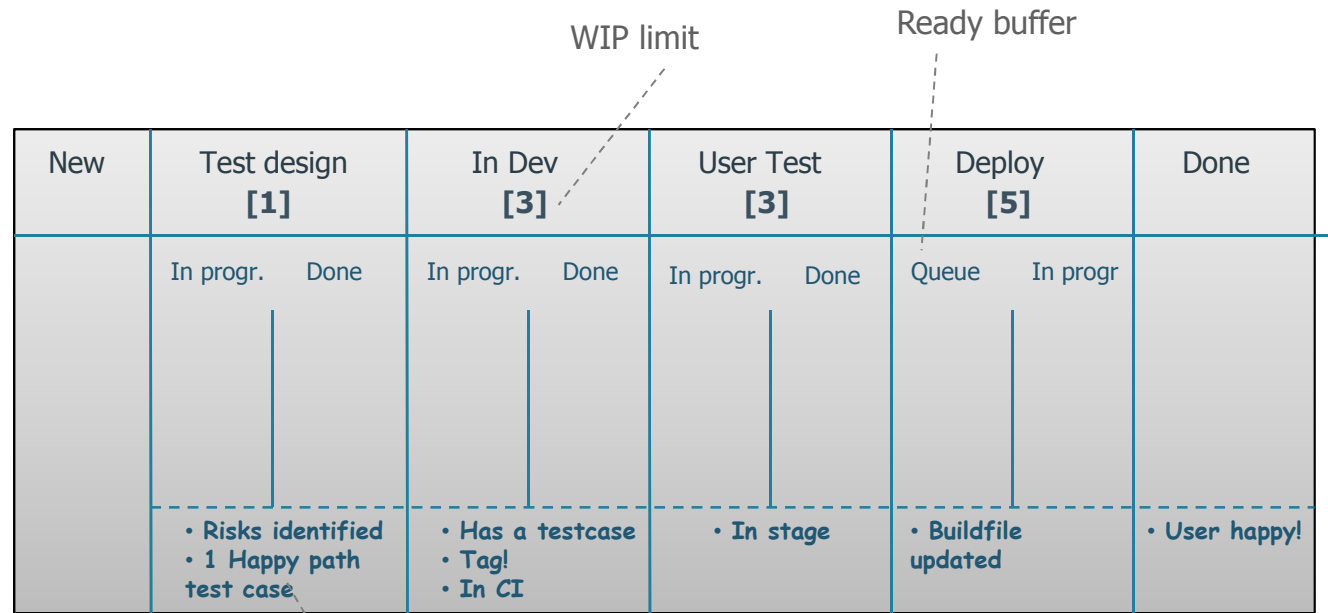 WIP limit
Ready buffer
New
Test design
[1]
In Dev
[3]
User Test
[3]
Deploy
[5]
Done
In progr. Done
In progr. Done
In progr. Done
Queue In progr
• Risks identified
• 1 Happy path
test case
• Has a testcase
• Tag!
• In CI
• In stage
• Buildfile
updated
• User happy!